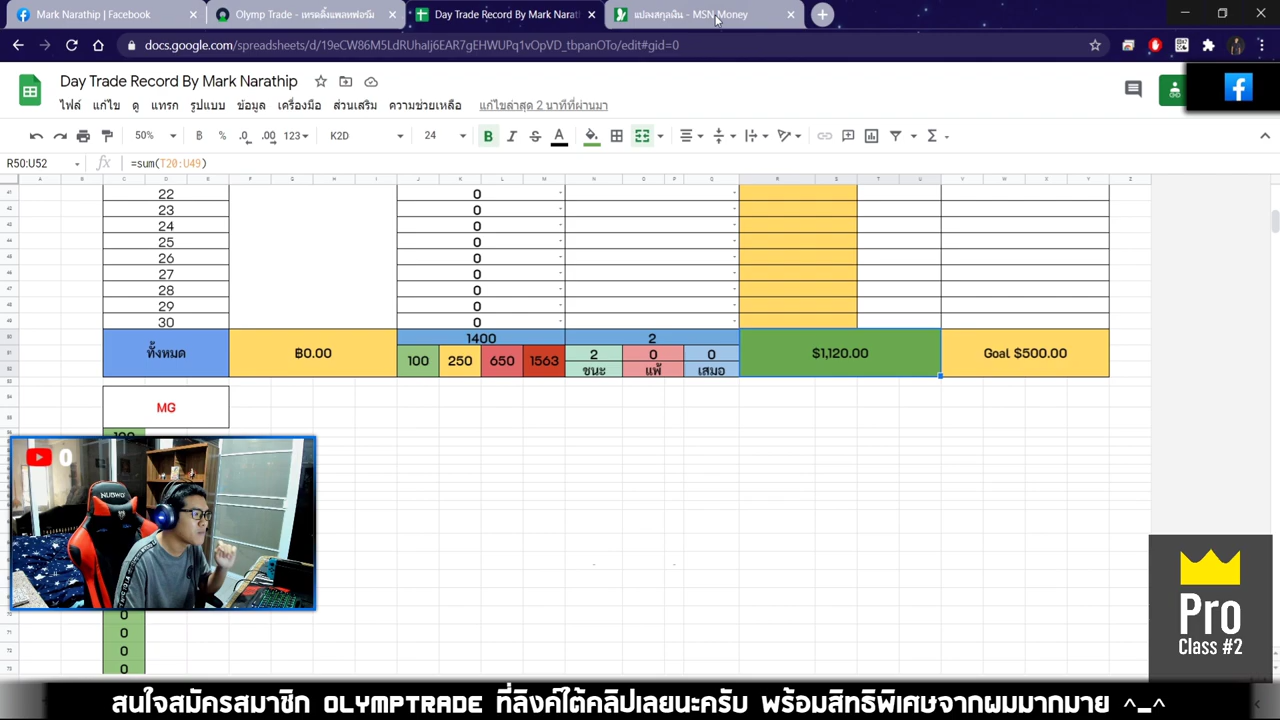 Mark Narathip | Facebook
Olymp Trade - เทรดดิ้งแพลทฟอร์ม
Day Trade Record By Mark Narat
แปลงสกุลเงิน - MSN Money
docs.google.com/spreadsheets/d/19eCW86M5LdRUhaIj6EAR7gEHWUPq1vOpVD_tbpanOTo/edit#gid=0
Day Trade Record By Mark Narathip
ไฟล์ แก้ไข ดู แทรก รูปแบบ ข้อมูล เครื่องมือ ส่วนเสริม ความช่วยเหลือ แก้ไขล่าสุด 2 นาทีที่ผ่านมา
50% ฿ % .0 .00 123 K2D 24 B I S A Σ
R50:U52 fx =sum(T20:U49)
22 0 - -
23 0 - -
24 0 - -
25 0 - -
26 0 - -
27 0 - -
28 0 - -
29 0 - -
30 0 - -
ทั้งหมด ฿0.00 1400 2 $1,120.00 Goal $500.00
100 250 650 1563 2 0 0
ชนะ แพ้ เสมอ
MG
100
0
NUBWO
0
0
0
0
Pro
Class #2
สนใจสมัครสมาชิก OLYMPTRADE ที่ลิงค์ใต้คลิปเลยนะครับ พร้อมสิทธิพิเศษจากผมมากมาย ^_^